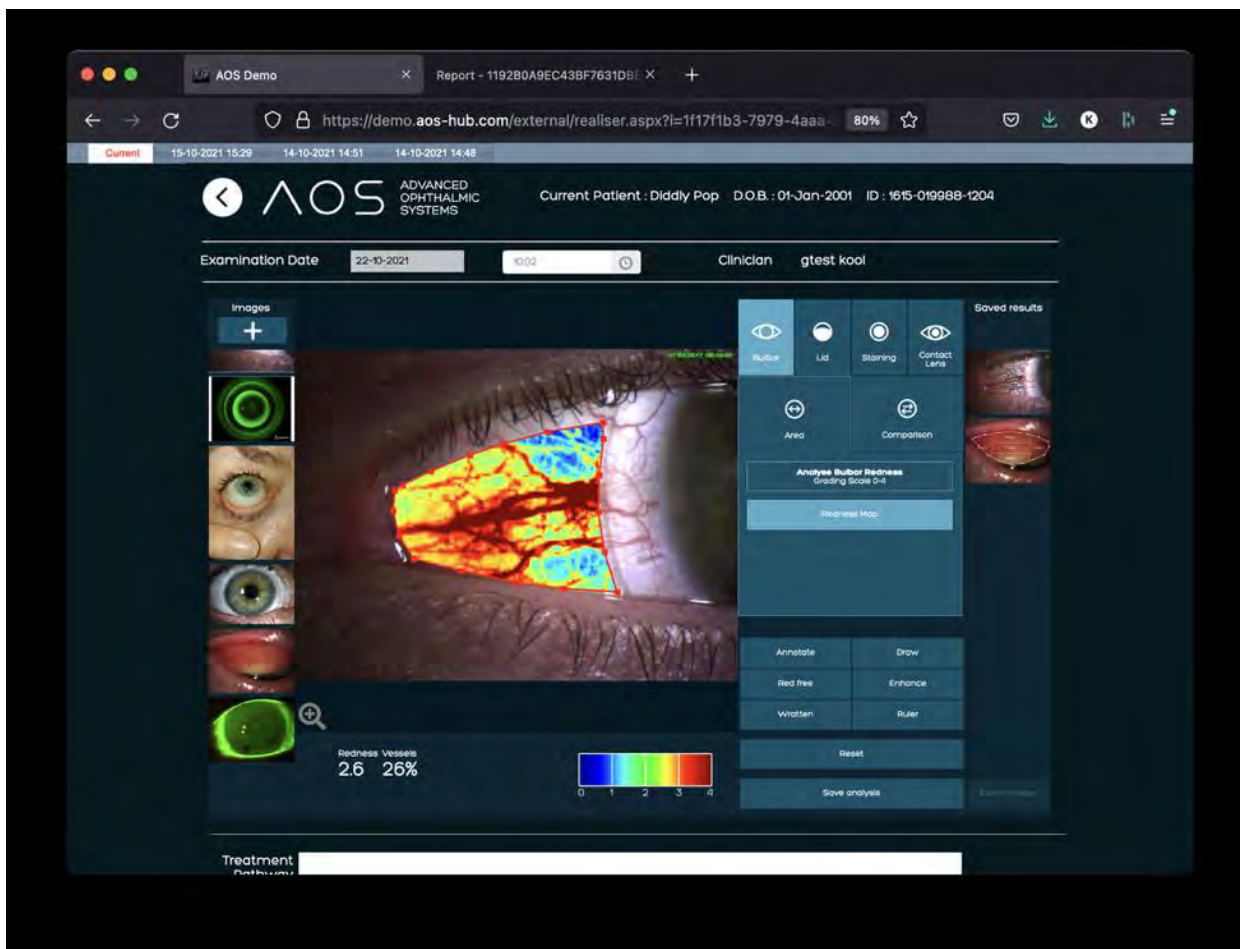 AOS Demo × Report - 1192B0A9EC43BF7631DB × +
https://demo.aos-hub.com/external/realiser.aspx?i=1f17f1b3-7979-4aaa- 80%
Current 15-10-2021 15:29 14-10-2021 14:51 14-10-2021 14:48
AOS ADVANCED
OPHTHALMIC
SYSTEMS
Current Patient : Diddly Pop D.O.B. : 01-Jan-2001 ID : 1615-019988-1204
Examination Date 22-10-2021 10:02 Clinician gtest kool
Images
Saved results
Bulbar Lid Staining Contact
Lens
Area Comparison
Analyse Bulbar Redness
Grading Scale 0-4
Redness Map
Annotate Draw
Red free Enhance
Wratten Ruler
Reset
Save analysis
Redness Vessels
2.6 26%
0 1 2 3 4
Treatment
Pathway